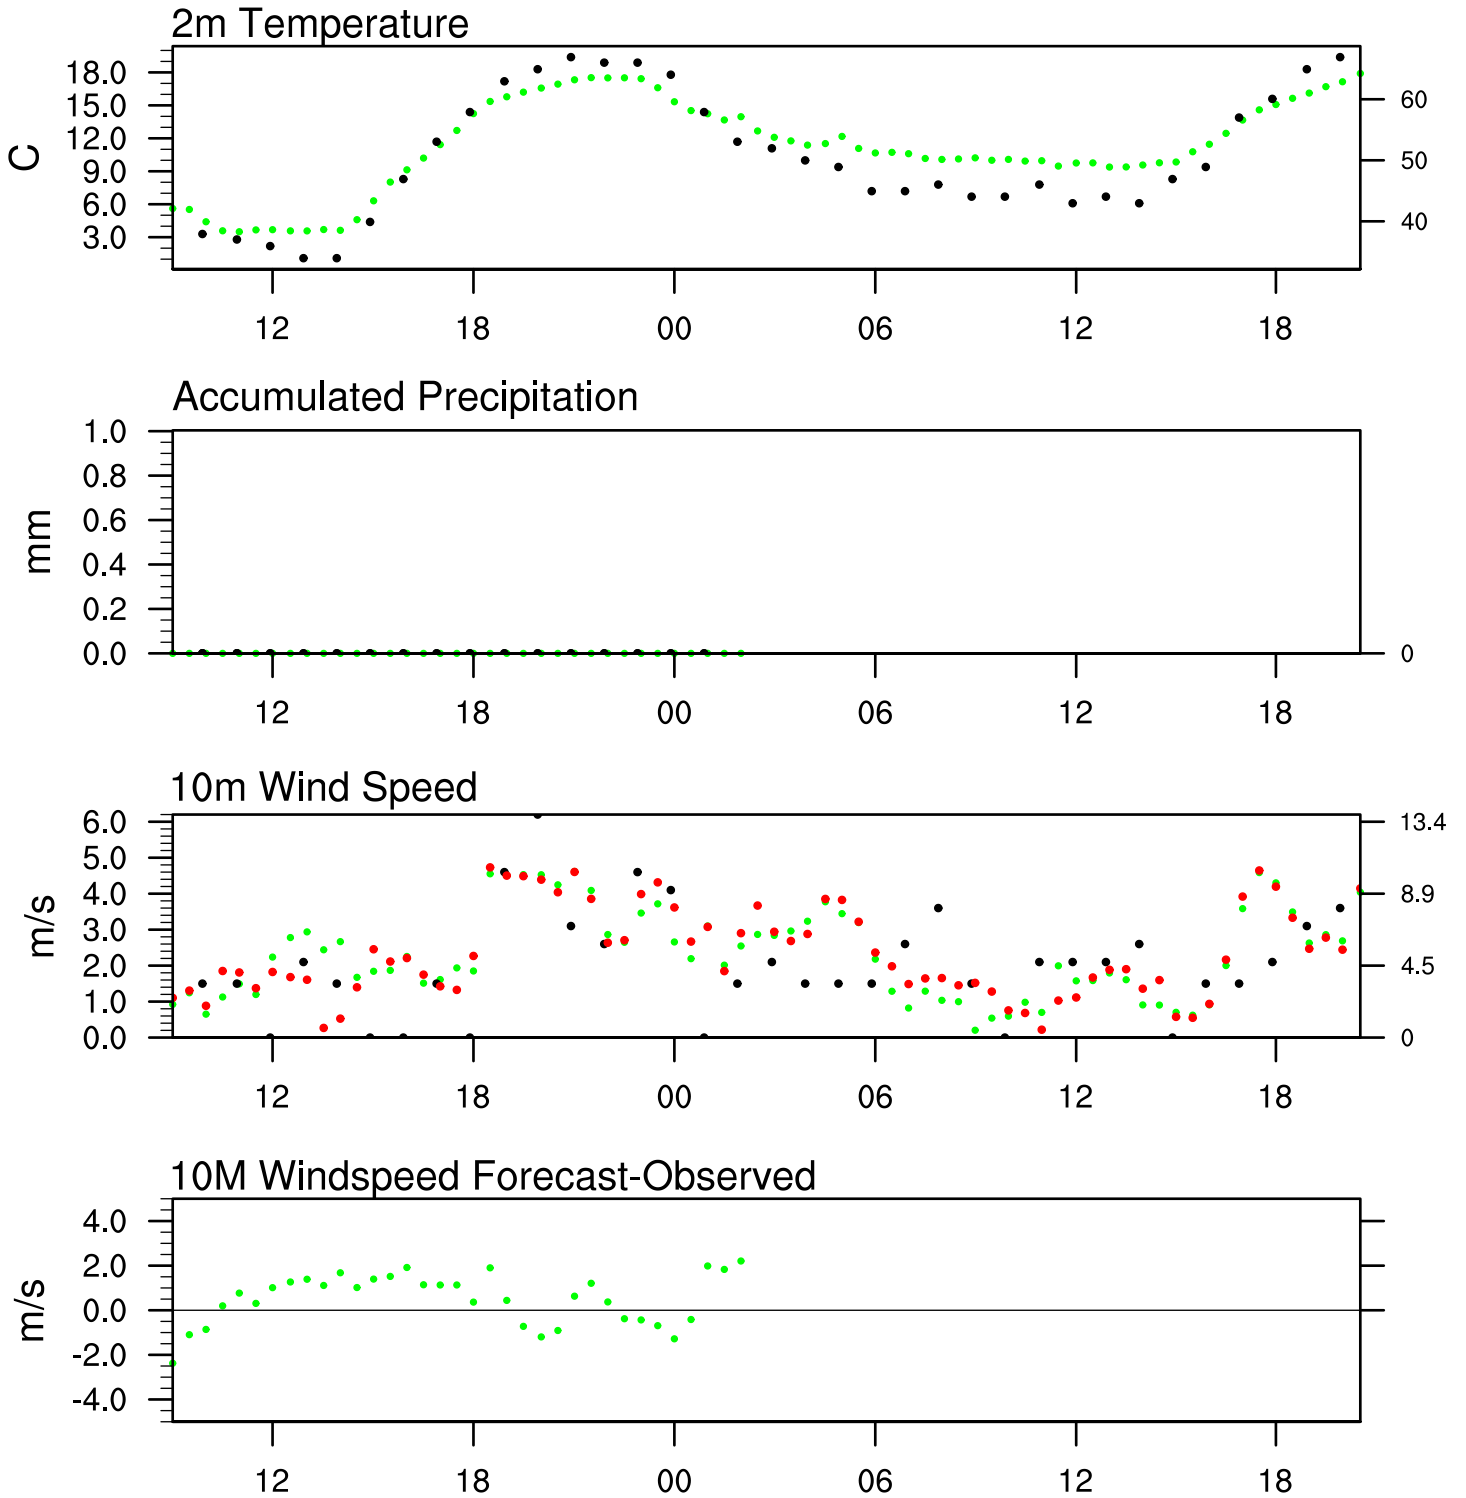 2m Temperature
18.0
15.0
12.0
9.0
6.0
3.0
C
60
50
40
12 18 00 06 12 18
Accumulated Precipitation
1.0
0.8
0.6
0.4
0.2
0.0
mm
0
12 18 00 06 12 18
10m Wind Speed
6.0
5.0
4.0
3.0
2.0
1.0
0.0
m/s
13.4
8.9
4.5
0
12 18 00 06 12 18
10M Windspeed Forecast-Observed
4.0
2.0
0.0
-2.0
-4.0
m/s
12 18 00 06 12 18